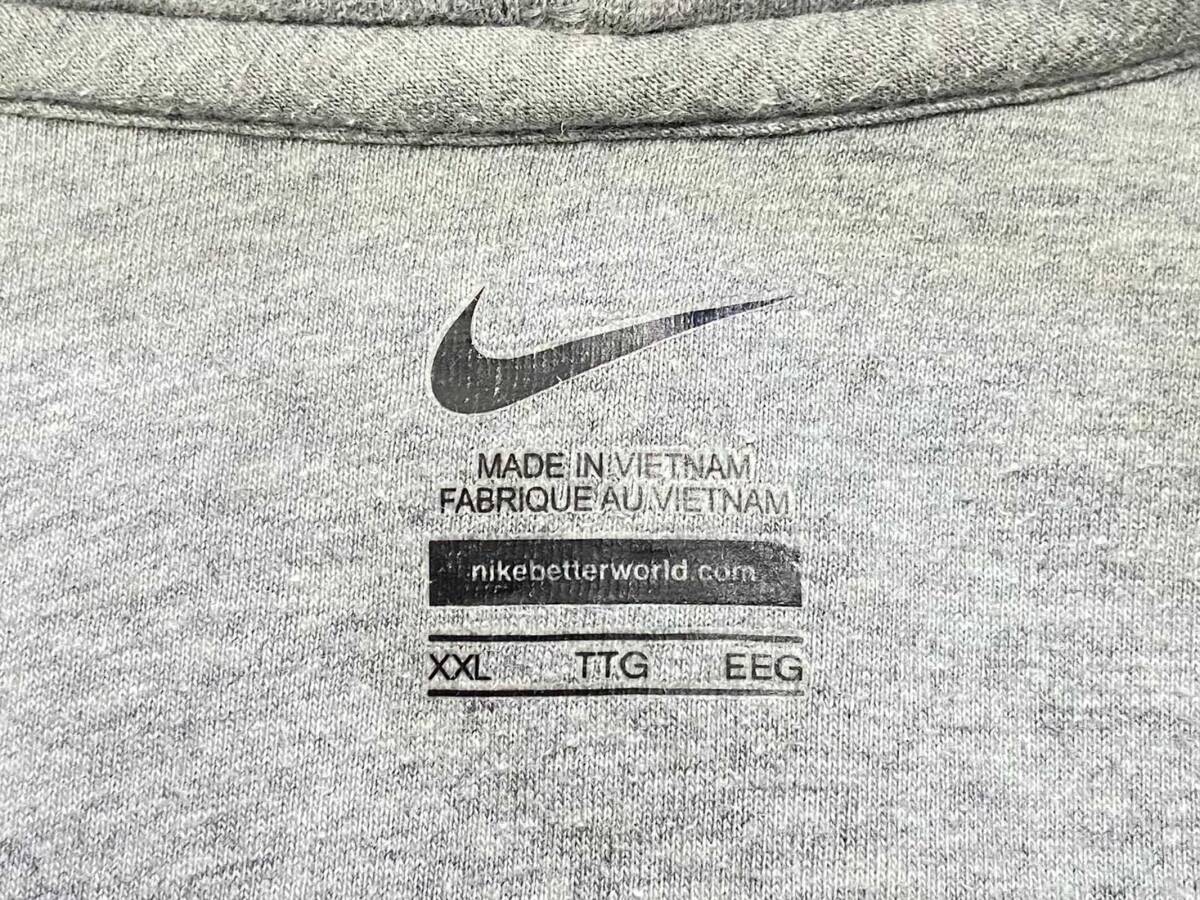 MADE IN VIETNAM
FABRIQUE AU VIETNAM
nikebetterworld.com
XXL TTG EEG